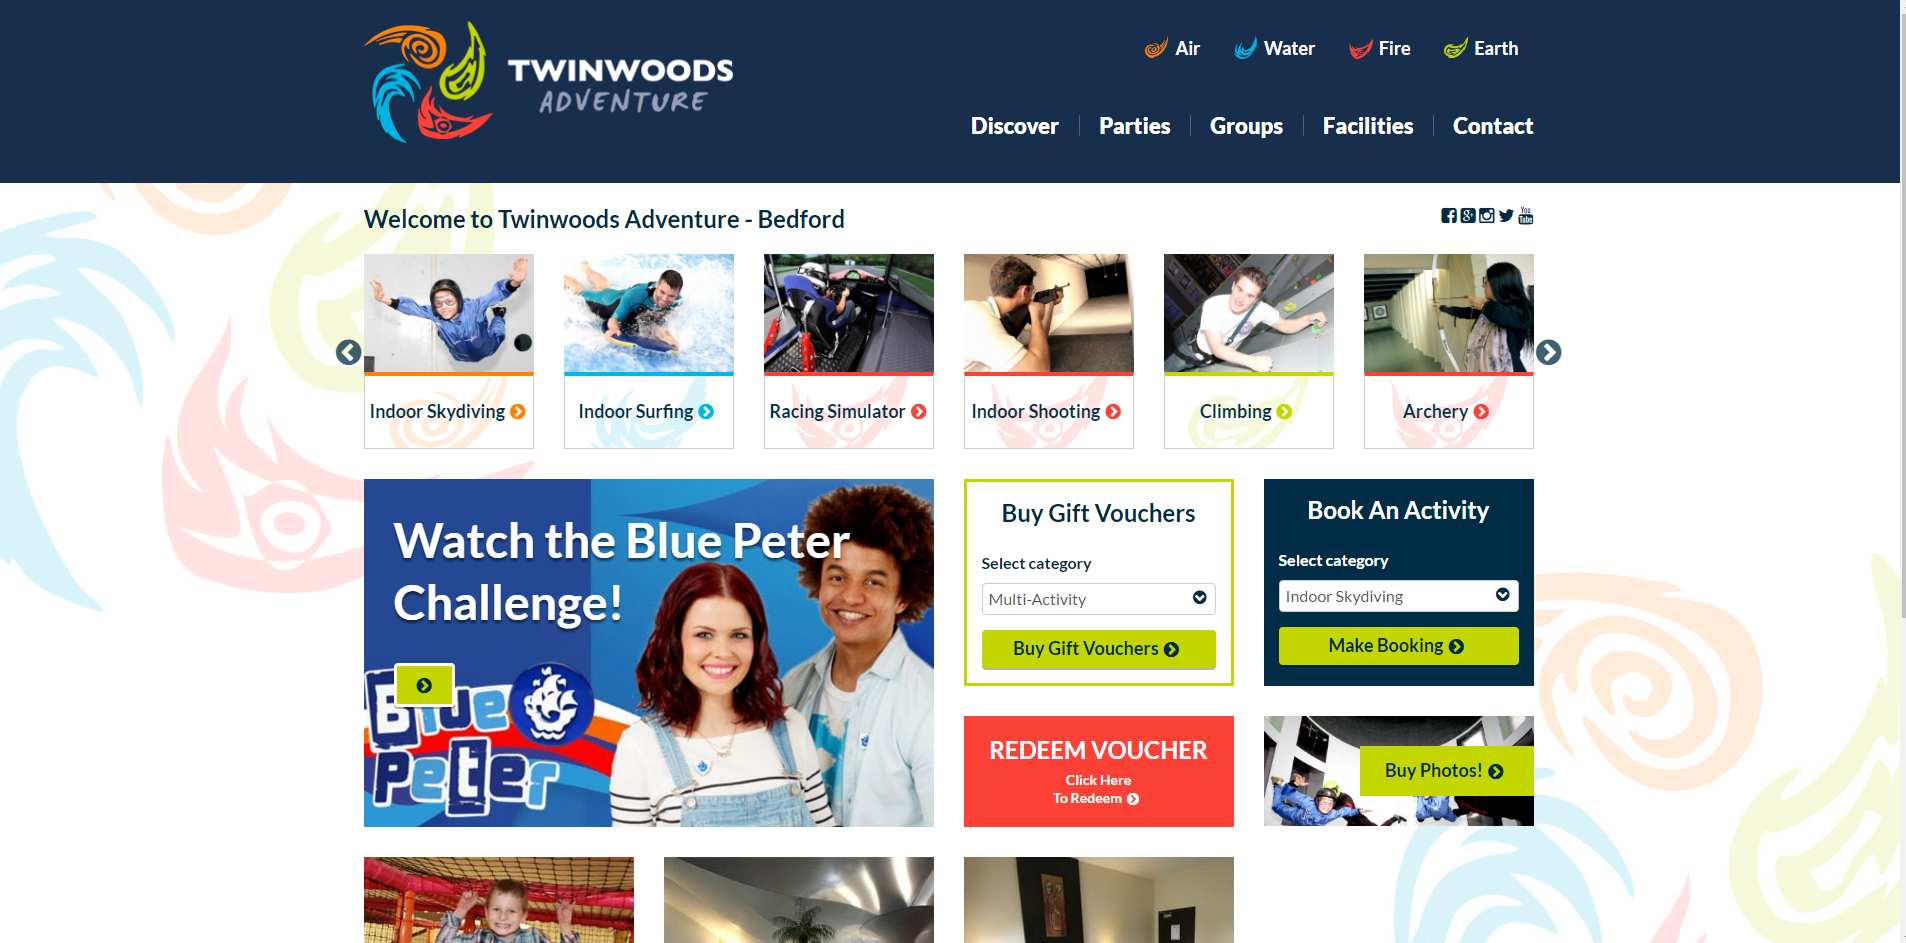 TWINWOODS
ADVENTURE
Air
Water
Fire
Earth
Discover
Parties
Groups
Facilities
Contact
Welcome to Twinwoods Adventure - Bedford
You
Tube
Indoor Skydiving
Indoor Surfing
Racing Simulator
Indoor Shooting
Climbing
Archery
Watch the Blue Peter
Challenge!
Blue
Peter
Buy Gift Vouchers
Select category
Multi-Activity
Buy Gift Vouchers
Book An Activity
Select category
Indoor Skydiving
Make Booking
REDEEM VOUCHER
Click Here
To Redeem
Buy Photos!